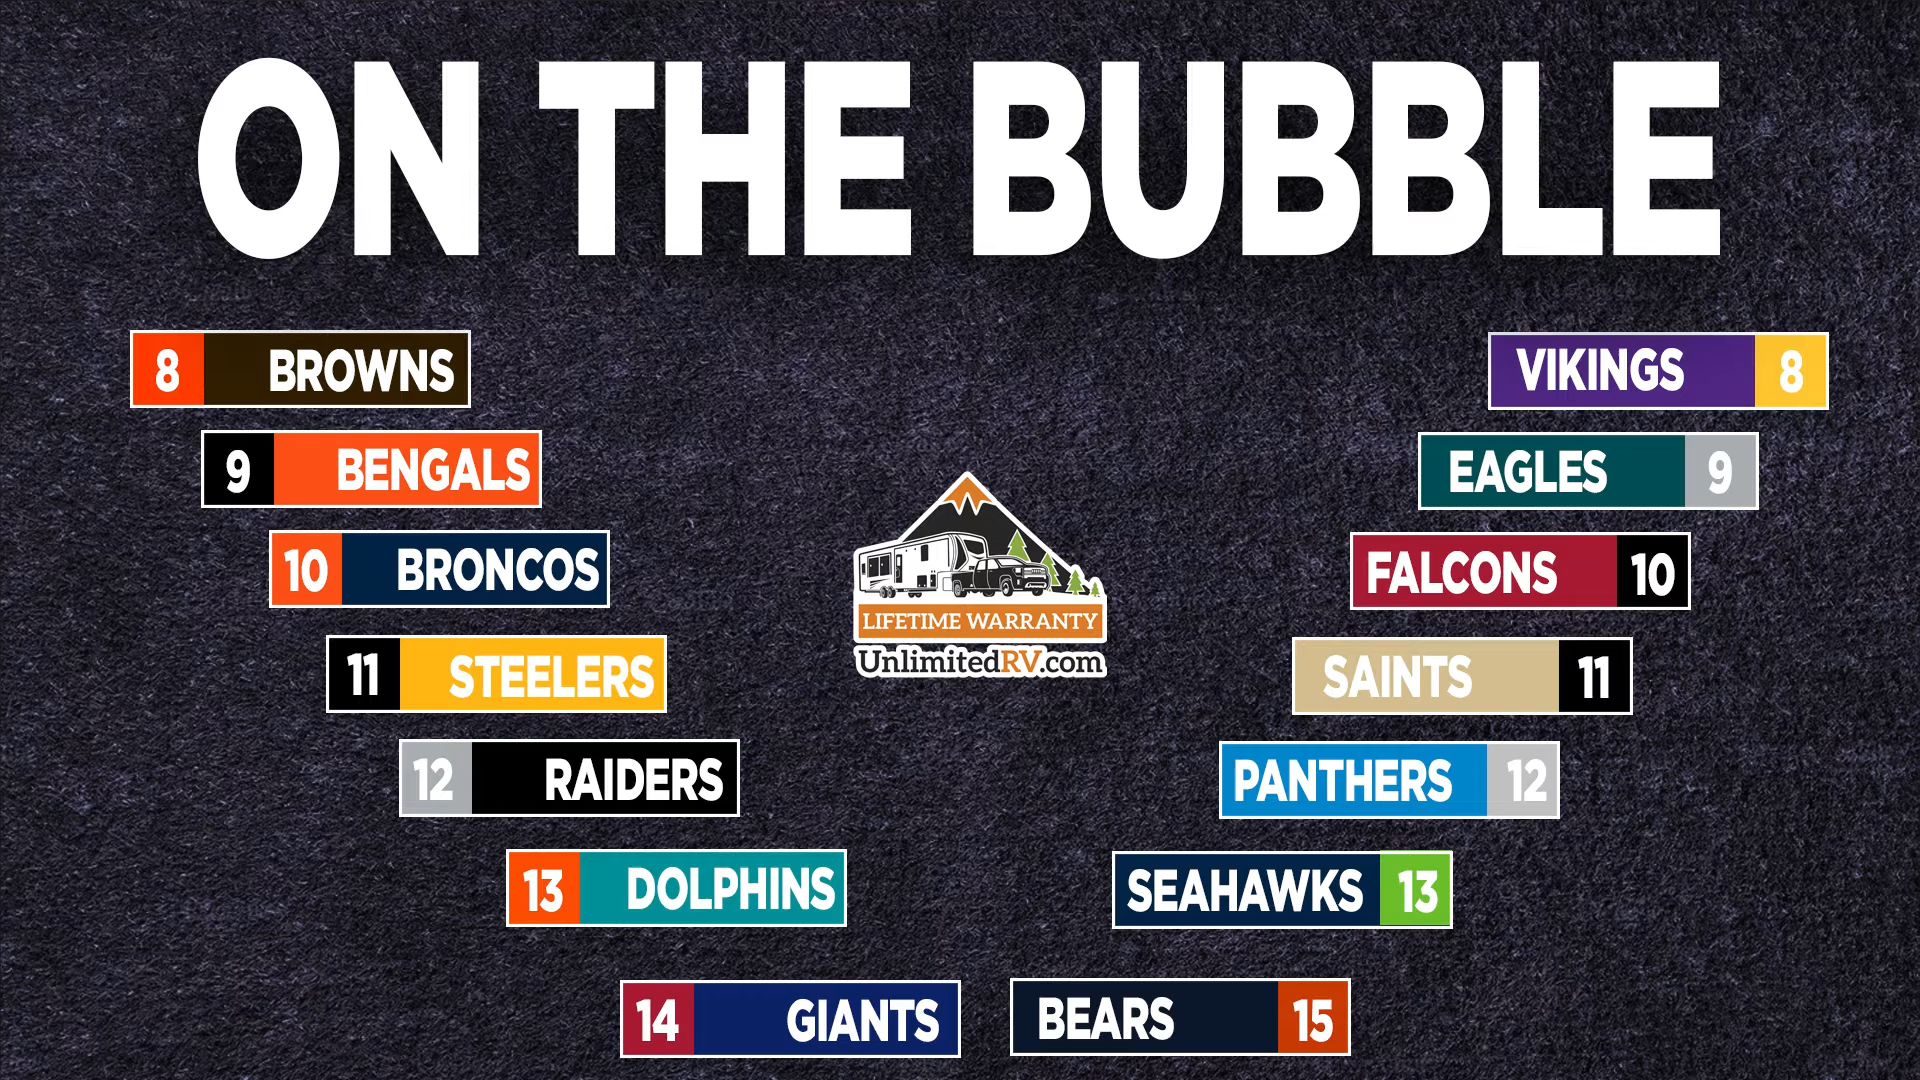 ON THE BUBBLE
8 BROWNS
9 BENGALS
10 BRONCOS
11 STEELERS
12 RAIDERS
13 DOLPHINS
14 GIANTS
LIFETIME WARRANTY
UnlimitedRV.com
VIKINGS 8
EAGLES 9
FALCONS 10
SAINTS 11
PANTHERS 12
SEAHAWKS 13
BEARS 15